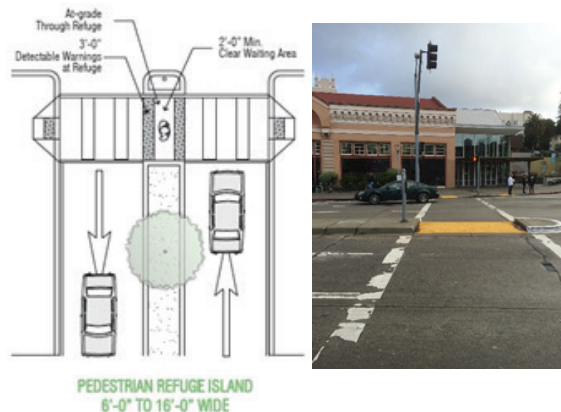 At-grade
Through Refuge
3'-0"
Detectable Warnings
at Refuge
2'-0" Min.
Clear Waiting Area
PEDESTRIAN REFUGE ISLAND
6'-0" TO 16'-0" WIDE